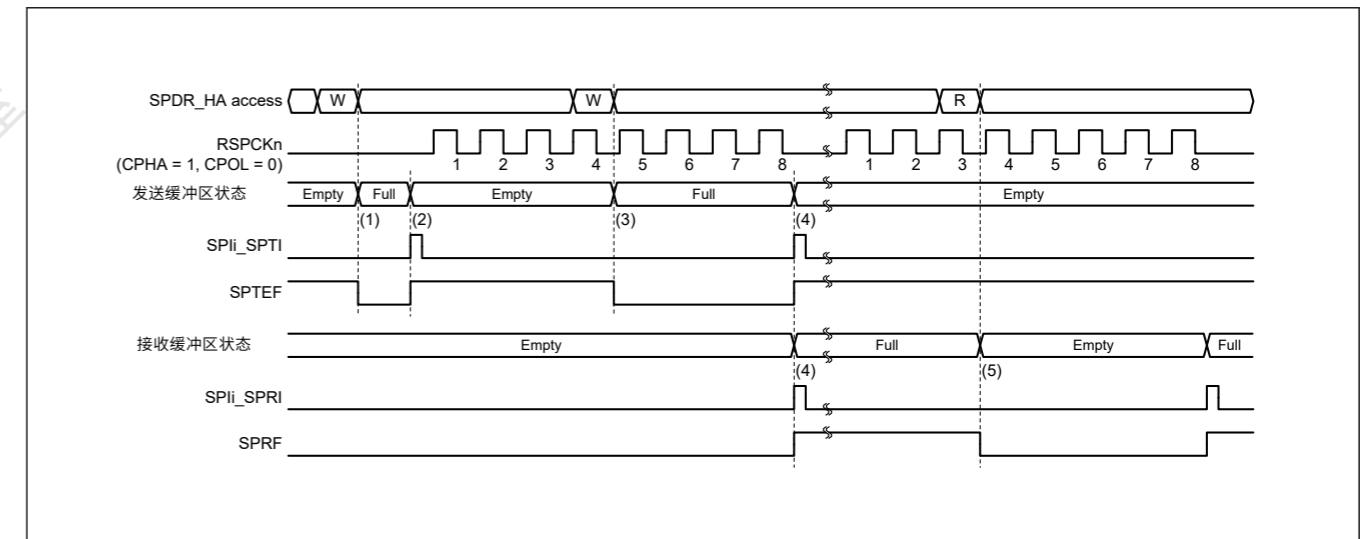 SPDR_HA access W W R
RSPCKn
(CPHA = 1, CPOL = 0) 1 2 3 4 5 6 7 8 1 2 3 4 5 6 7 8
发送缓冲区状态 Empty Full Empty Full Empty
(1) (2) (3) (4)
SPIi_SPTI
SPTEF
接收缓冲区状态 Empty Full Empty Full
(4) (5)
SPIi_SPRI
SPRF